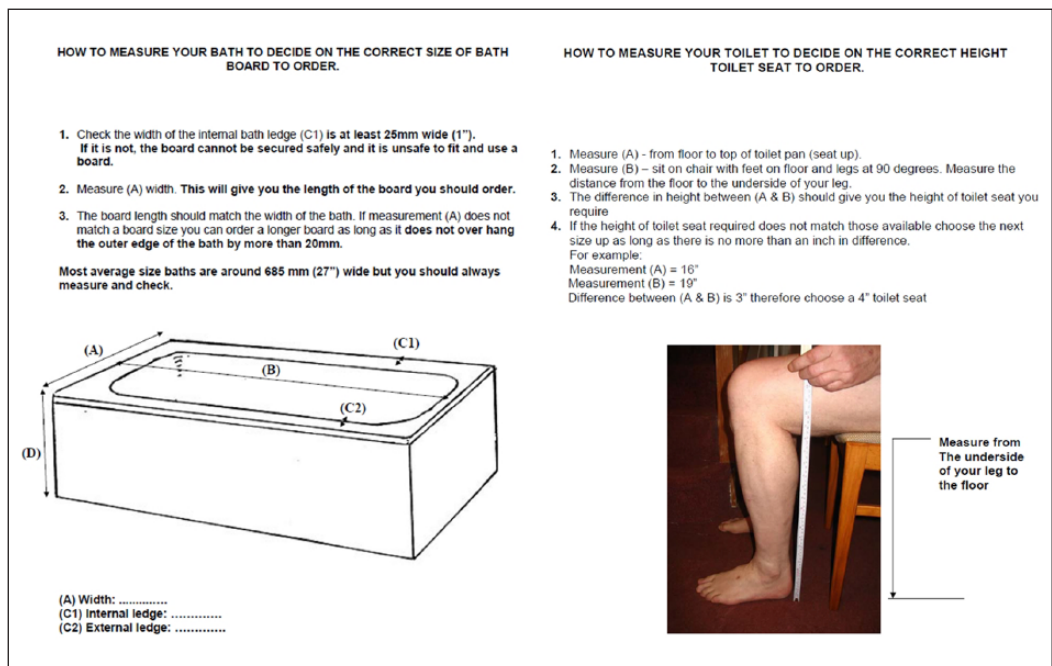 HOW TO MEASURE YOUR BATH TO DECIDE ON THE CORRECT SIZE OF BATH
BOARD TO ORDER.
1. Check the width of the internal bath ledge (C1) is at least 25mm wide (1").
If it is not, the board cannot be secured safely and it is unsafe to fit and use a
board.
2. Measure (A) width. This will give you the length of the board you should order.
3. The board length should match the width of the bath. If measurement (A) does not
match a board size you can order a longer board as long as it does not over hang
the outer edge of the bath by more than 20mm.
Most average size baths are around 685 mm (27") wide but you should always
measure and check.
(A)
(B)
(C1)
(C2)
(D)
(A) Width: ..............
(C1) Internal ledge: .............
(C2) External ledge: .............
HOW TO MEASURE YOUR TOILET TO DECIDE ON THE CORRECT HEIGHT
TOILET SEAT TO ORDER.
1. Measure (A) - from floor to top of toilet pan (seat up).
2. Measure (B) – sit on chair with feet on floor and legs at 90 degrees. Measure the
distance from the floor to the underside of your leg.
3. The difference in height between (A & B) should give you the height of toilet seat you
require
4. If the height of toilet seat required does not match those available choose the next
size up as long as there is no more than an inch in difference.
For example:
Measurement (A) = 16"
Measurement (B) = 19"
Difference between (A & B) is 3" therefore choose a 4" toilet seat
Measure from
The underside
of your leg to
the floor